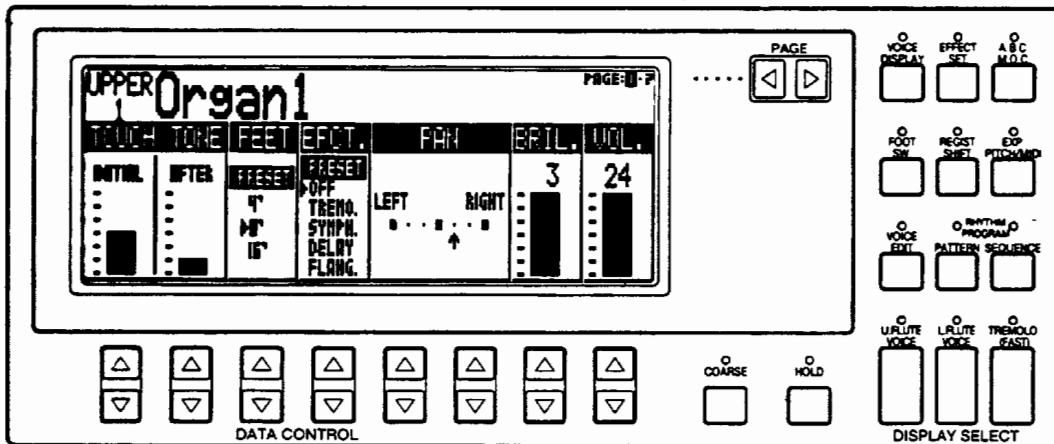 UPPER 1 Organ1
PAGE:1-7
TOUCH TONE FEET EFCT. PAN BRIL. VOL.
INITIAL AFTER
PRESET
4'
8'
16'
PRESET
OFF
TREMO.
SYMPH.
DELAY
FLANG.
LEFT RIGHT
3
24
PAGE
VOICE DISPLAY
EFFECT SET
A.B.C. M.O.C
FOOT SW
REGIST SHIFT
EXP PITCH/MIDI
VOICE EDIT
RHYTHM PROGRAM
PATTERN SEQUENCE
U.FLUTE VOICE
L.FLUTE VOICE
TREMOLO (FAST)
COARSE
HOLD
DATA CONTROL
DISPLAY SELECT